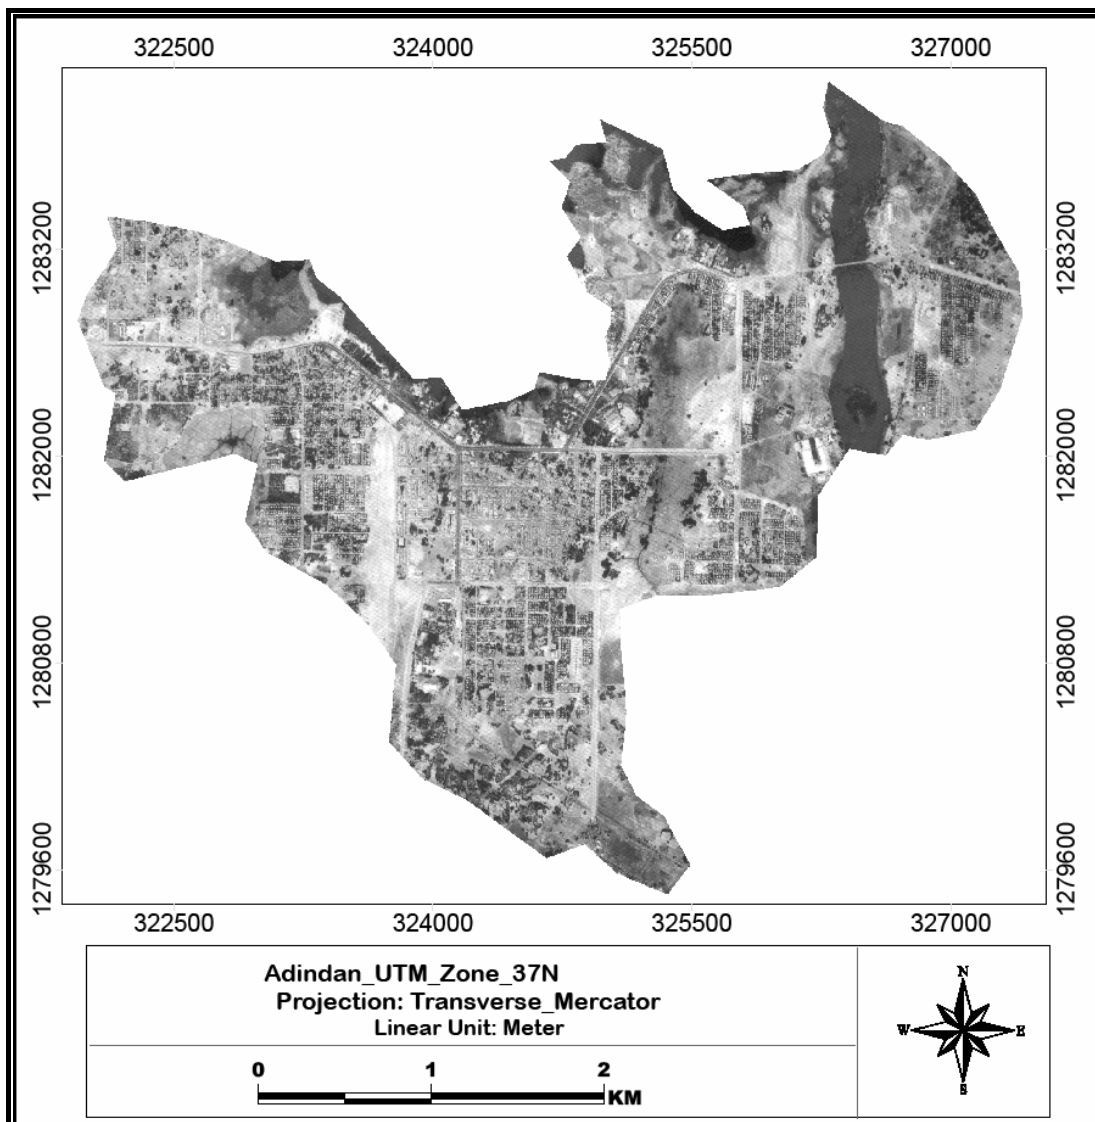 322500 324000 325500 327000
1283200 1283200
1282000 1282000
1280800 1280800
1279600 1279600
322500 324000 325500 327000
Adindan_UTM_Zone_37N
Projection: Transverse_Mercator
Linear Unit: Meter
0 1 2
KM
N
W E
S